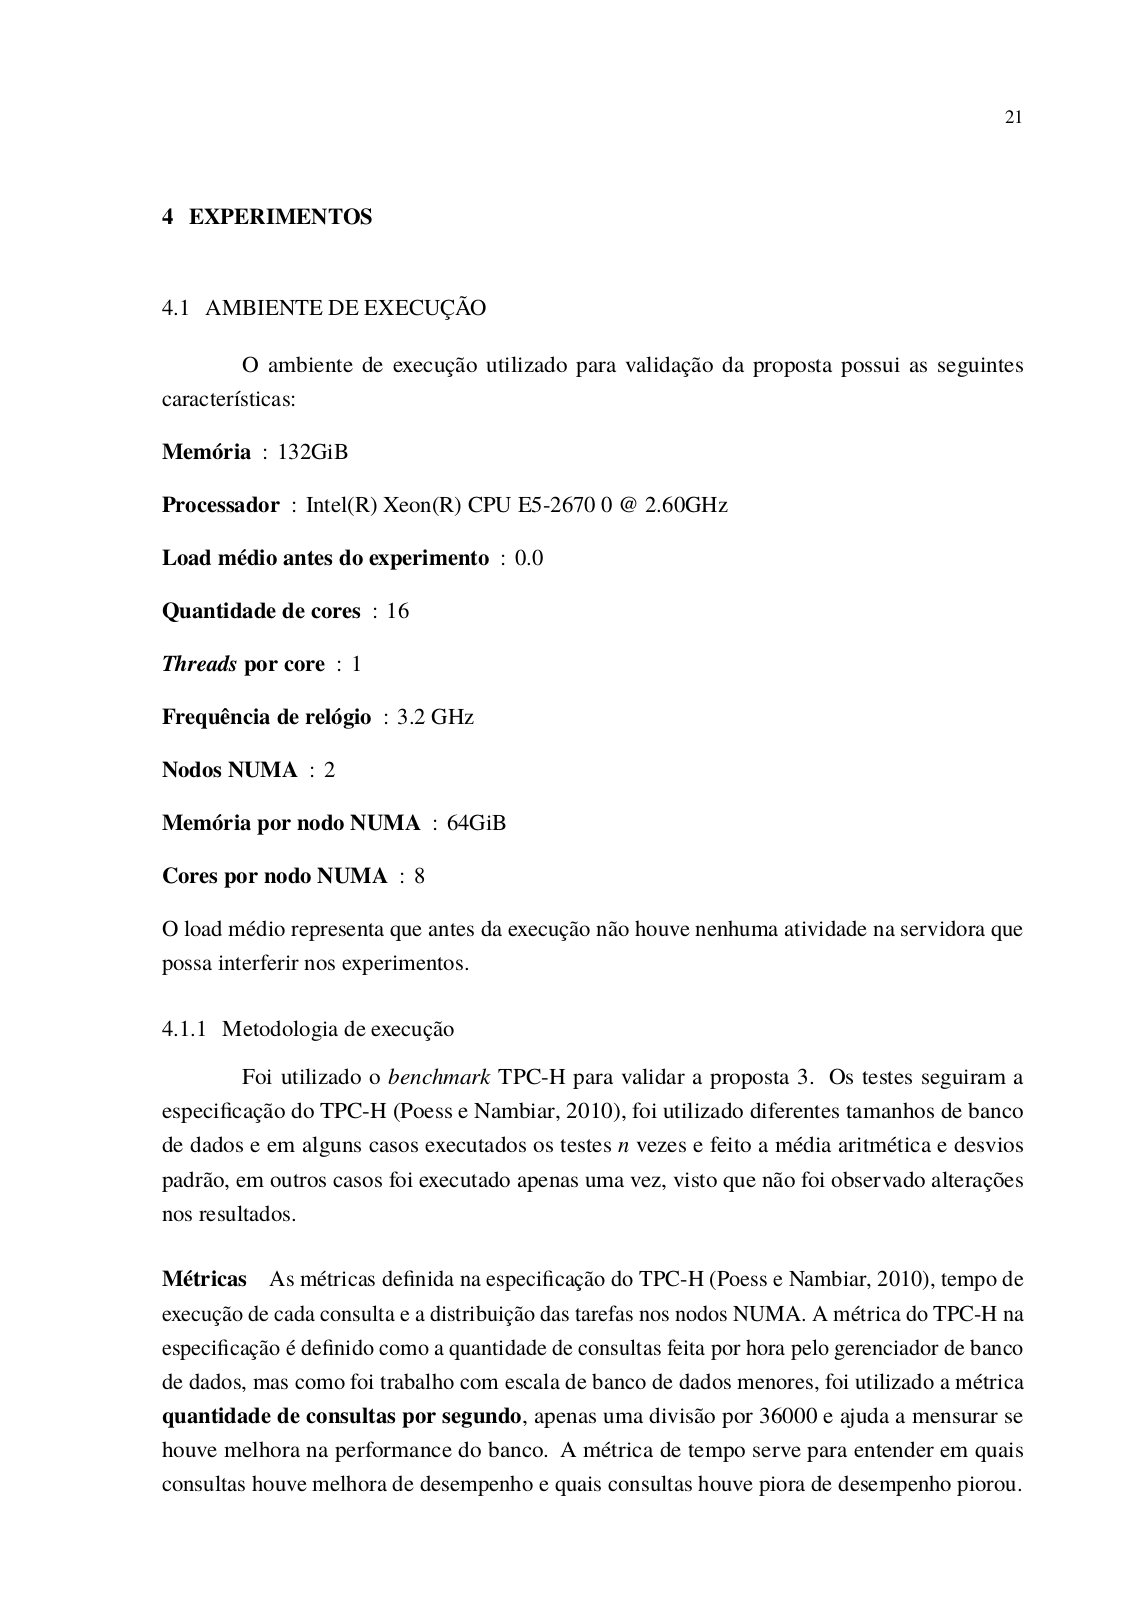 21
4 EXPERIMENTOS
4.1 AMBIENTE DE EXECUÇÃO
O ambiente de execução utilizado para validação da proposta possui as seguintes
características:
Memória : 132GiB
Processador : Intel(R) Xeon(R) CPU E5-2670 0 @ 2.60GHz
Load médio antes do experimento : 0.0
Quantidade de cores : 16
Threads por core : 1
Frequência de relógio : 3.2 GHz
Nodos NUMA : 2
Memória por nodo NUMA : 64GiB
Cores por nodo NUMA : 8
O load médio representa que antes da execução não houve nenhuma atividade na servidora que
possa interferir nos experimentos.
4.1.1 Metodologia de execução
Foi utilizado o benchmark TPC-H para validar a proposta 3. Os testes seguiram a
especificação do TPC-H (Poess e Nambiar, 2010), foi utilizado diferentes tamanhos de banco
de dados e em alguns casos executados os testes n vezes e feito a média aritmética e desvios
padrão, em outros casos foi executado apenas uma vez, visto que não foi observado alterações
nos resultados.
Métricas As métricas definida na especificação do TPC-H (Poess e Nambiar, 2010), tempo de
execução de cada consulta e a distribuição das tarefas nos nodos NUMA. A métrica do TPC-H na
especificação é definido como a quantidade de consultas feita por hora pelo gerenciador de banco
de dados, mas como foi trabalho com escala de banco de dados menores, foi utilizado a métrica
quantidade de consultas por segundo, apenas uma divisão por 36000 e ajuda a mensurar se
houve melhora na performance do banco. A métrica de tempo serve para entender em quais
consultas houve melhora de desempenho e quais consultas houve piora de desempenho piorou.